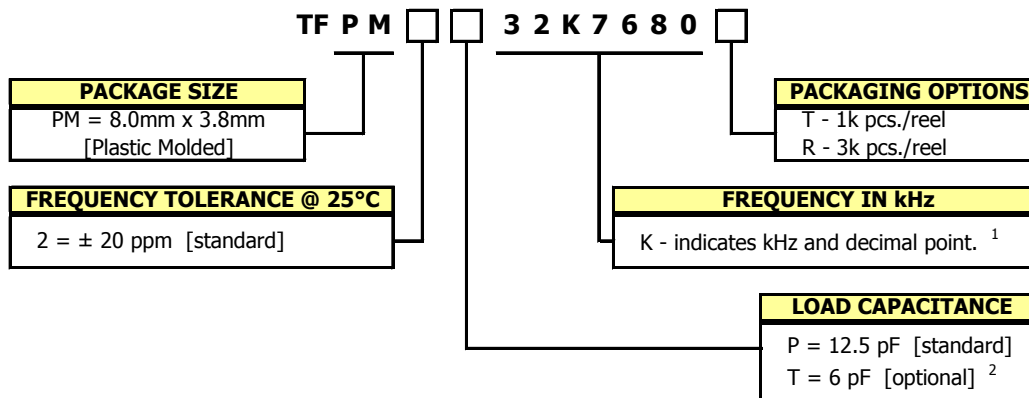 TF P M 3 2 K 7 6 8 0
PACKAGE SIZE
PM = 8.0mm x 3.8mm
[Plastic Molded]
PACKAGING OPTIONS
T - 1k pcs./reel
R - 3k pcs./reel
FREQUENCY TOLERANCE @ 25°C
2 = ± 20 ppm [standard]
FREQUENCY IN kHz
K - indicates kHz and decimal point. 1
LOAD CAPACITANCE
P = 12.5 pF [standard]
T = 6 pF [optional] 2